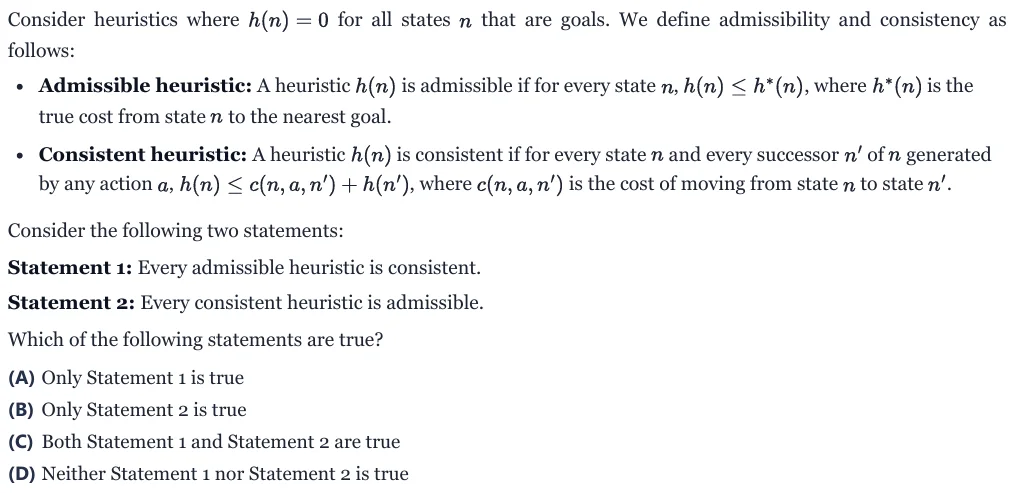 Consider heuristics where h(n) = 0 for all states n that are goals. We define admissibility and consistency as
follows:
• Admissible heuristic: A heuristic h(n) is admissible if for every state n, h(n) ≤ h*(n), where h*(n) is the
true cost from state n to the nearest goal.
• Consistent heuristic: A heuristic h(n) is consistent if for every state n and every successor n′ of n generated
by any action a, h(n) ≤ c(n, a, n′) + h(n′), where c(n, a, n′) is the cost of moving from state n to state n′.
Consider the following two statements:
Statement 1: Every admissible heuristic is consistent.
Statement 2: Every consistent heuristic is admissible.
Which of the following statements are true?
(A) Only Statement 1 is true
(B) Only Statement 2 is true
(C) Both Statement 1 and Statement 2 are true
(D) Neither Statement 1 nor Statement 2 is true